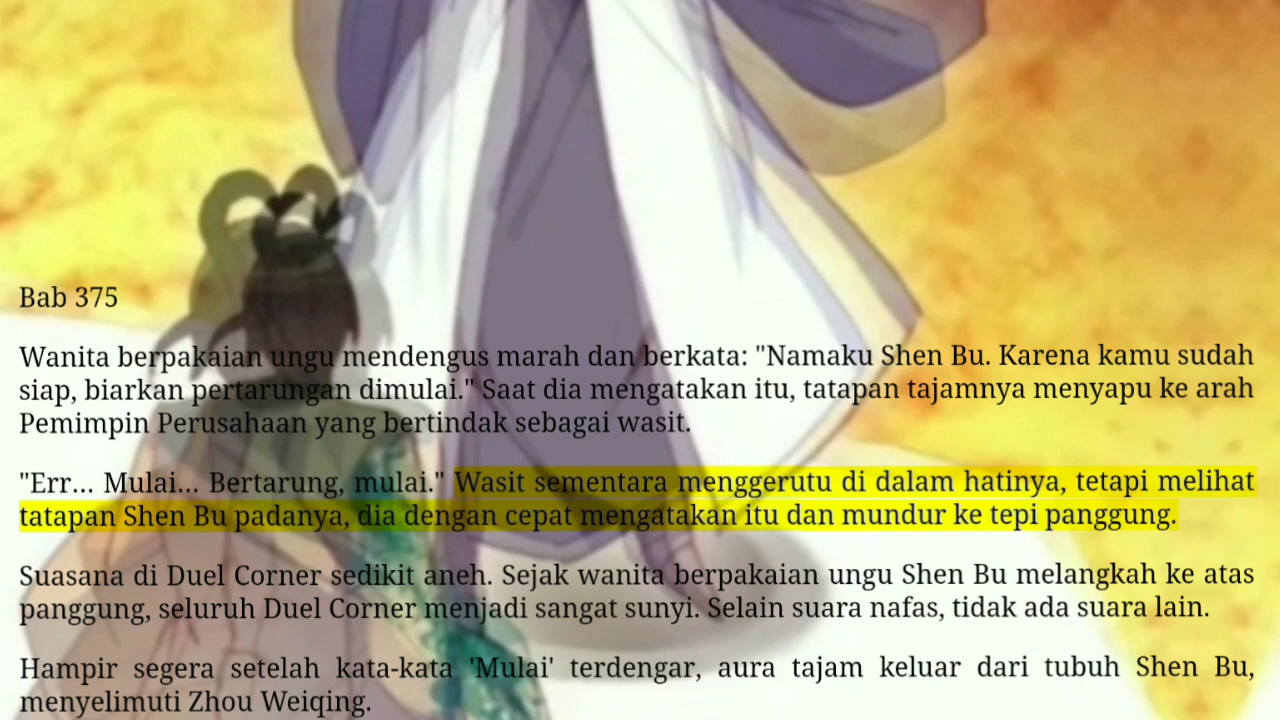 Bab 375
Wanita berpakaian ungu mendengus marah dan berkata: "Namaku Shen Bu. Karena kamu sudah
siap, biarkan pertarungan dimulai." Saat dia mengatakan itu, tatapan tajamnya menyapu ke arah
Pemimpin Perusahaan yang bertindak sebagai wasit.
"Err... Mulai... Bertarung, mulai." Wasit sementara menggerutu di dalam hatinya, tetapi melihat
tatapan Shen Bu padanya, dia dengan cepat mengatakan itu dan mundur ke tepi panggung.
Suasana di Duel Corner sedikit aneh. Sejak wanita berpakaian ungu Shen Bu melangkah ke atas
panggung, seluruh Duel Corner menjadi sangat sunyi. Selain suara nafas, tidak ada suara lain.
Hampir segera setelah kata-kata 'Mulai' terdengar, aura tajam keluar dari tubuh Shen Bu,
menyelimuti Zhou Weiqing.